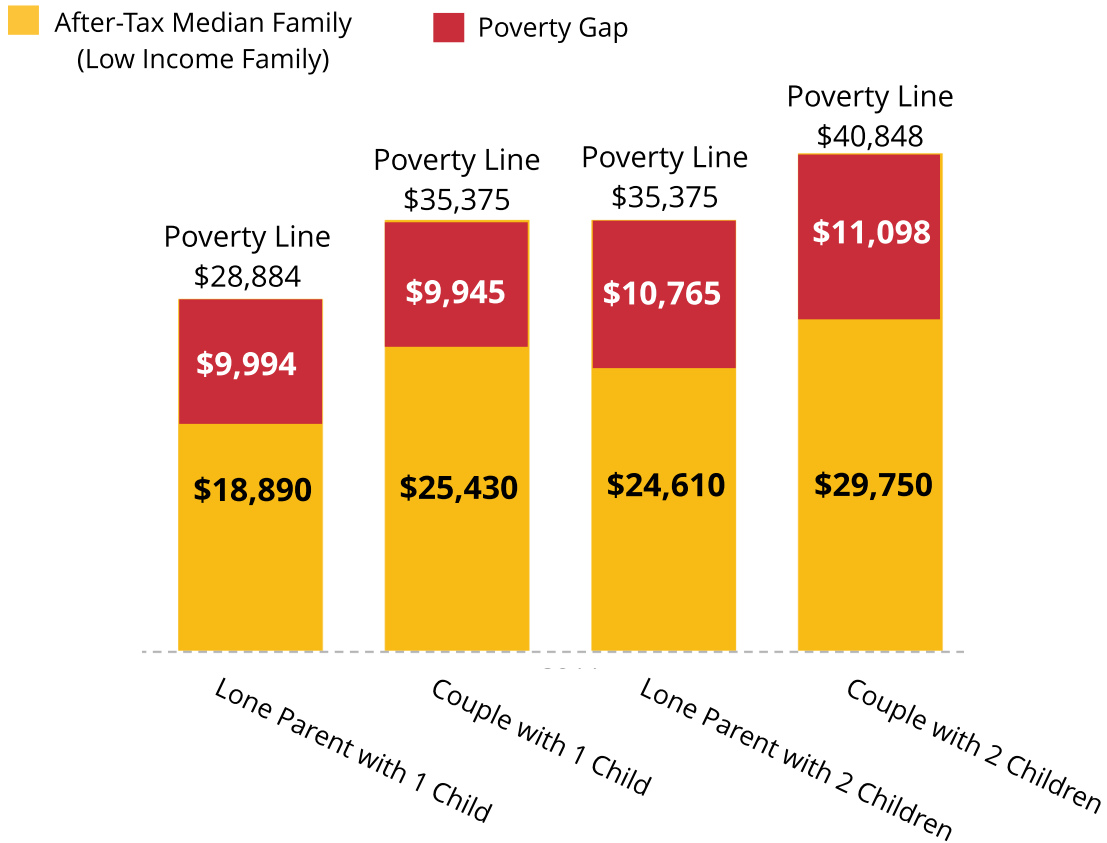 After-Tax Median Family
(Low Income Family)
Poverty Gap
Poverty Line
$28,884
$9,994
$18,890
Poverty Line
$35,375
$9,945
$25,430
Poverty Line
$35,375
$10,765
$24,610
Poverty Line
$40,848
$11,098
$29,750
Lone Parent with 1 Child
Couple with 1 Child
Lone Parent with 2 Children
Couple with 2 Children